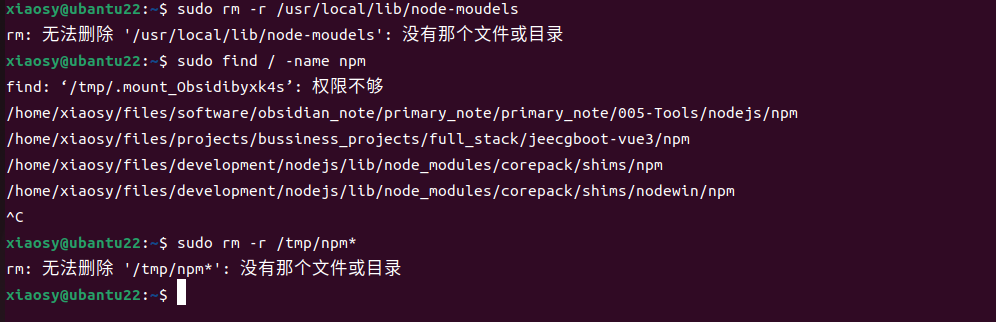 xiaosy@ubantu22:~$ sudo rm -r /usr/local/lib/node-moudels
rm: 无法删除 '/usr/local/lib/node-moudels': 没有那个文件或目录
xiaosy@ubantu22:~$ sudo find / -name npm
find: ‘/tmp/.mount_Obsidibyxk4s’: 权限不够
/home/xiaosy/files/software/obsidian_note/primary_note/primary_note/005-Tools/nodejs/npm
/home/xiaosy/files/projects/bussiness_projects/full_stack/jeecgboot-vue3/npm
/home/xiaosy/files/development/nodejs/lib/node_modules/corepack/shims/npm
/home/xiaosy/files/development/nodejs/lib/node_modules/corepack/shims/nodewin/npm
^C
xiaosy@ubantu22:~$ sudo rm -r /tmp/npm*
rm: 无法删除 '/tmp/npm*': 没有那个文件或目录
xiaosy@ubantu22:~$